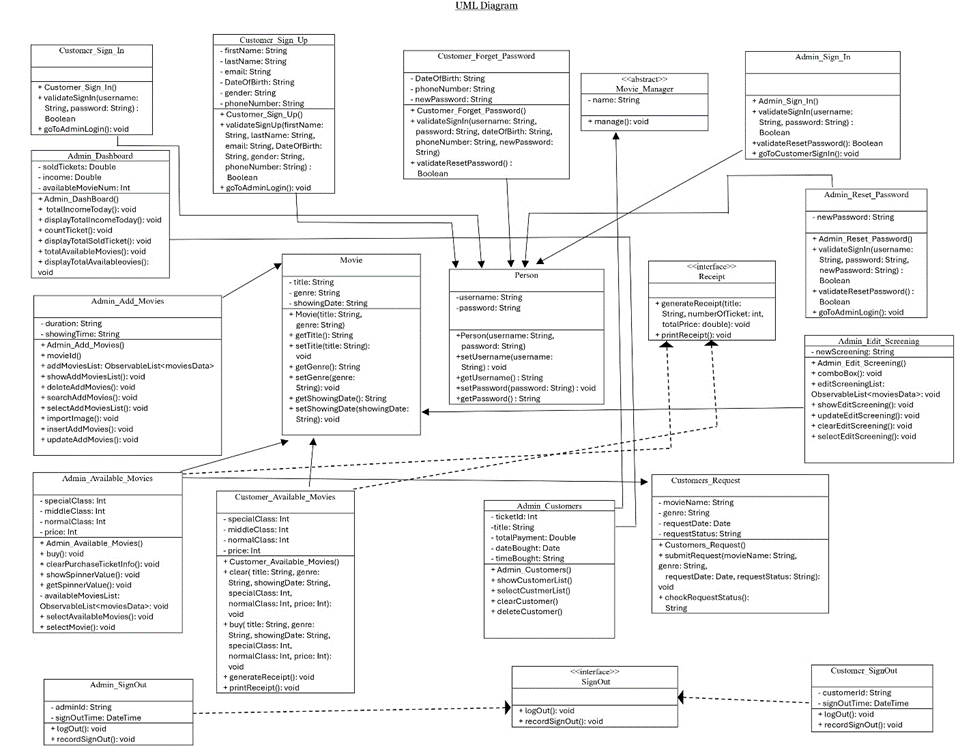 UML Diagram
Customer_Sign_In
+ Customer_Sign_In()
+ validateSignIn(username:
String, password: String) :
Boolean
+ goToAdminLogin(): void
Customer_Sign_Up
- firstName: String
- lastName: String
- email: String
- DateOfBirth: String
- gender: String
- phoneNumber: String
+ Customer_Sign_Up()
+ validateSignUp(firstName:
String, lastName: String,
email: String, DateOfBirth:
String, gender: String,
phoneNumber: String) :
Boolean
+ goToAdminLogin(): void
Customer_Forget_Password
- DateOfBirth: String
- phoneNumber: String
- newPassword: String
+ Customer_Forget_Password()
+ validateSignIn(username: String,
password: String, dateOfBirth: String,
phoneNumber: String, newPassword:
String)
+ validateResetPassword() :
Boolean
<<abstract>>
Movie_Manager
- name: String
+ manage(): void
Admin_Sign_In
+ Admin_Sign_In()
+ validateSignIn(username:
String, password: String) :
Boolean
+validateResetPassword(): Boolean
+ goToCustomerSignIn(): void
Admin_Dashboard
- soldTickets: Double
- income: Double
- availableMovieNum: Int
+ Admin_DashBoard()
+ totalIncomeToday(): void
+ displayTotalIncomeToday(): void
+ countTicket(): void
+ displayTotalSoldTicket(): void
+ totalAvailableMovies(): void
+ displayTotalAvailableovies():
void
Admin_Reset_Password
- newPassword: String
+ Admin_Reset_Password()
+ validateSignIn(username:
String, password: String,
newPassword: String) :
Boolean
+ validateResetPassword() :
Boolean
+ goToAdminLogin(): void
Movie
- title: String
- genre: String
- showingDate: String
+ Movie(title: String,
genre: String)
+ getTitle(): String
+ setTitle(title: String):
void
+ getGenre(): String
+ setGenre(genre:
String): void
+ getShowingDate(): String
+ setShowingDate(showingDate:
String): void
Person
-username: String
-password: String
+Person(username: String,
password: String)
+setUsername(username:
String) : void
+getUsername() : String
+setPassword(password: String) : void
+getPassword() : String
<<interface>>
Receipt
+ generateReceipt(title:
String, numberOfTicket: int,
totalPrice: double): void
+ printReceipt(): void
Admin_Add_Movies
- duration: String
- showingTime: String
+ Admin_Add_Movies()
+ movieId()
+ addMoviesList: ObservableList<moviesData>
+ showAddMoviesList(): void
+ deleteAddMovies(): void
+ searchAddMovies(): void
+ selectAddMoviesList(): void
+ importImage(): void
+ insertAddMovies(): void
+ updateAddMovies(): void
Admin_Edit_Screening
- newScreening: String
+ Admin_Edit_Screening()
+ comboBox(): void
+ editScreeningList:
ObservableList<moviesData>: void
+ showEditScreening(): void
+ updateEditScreening(): void
+ clearEditScreening(): void
+ selectEditScreening(): void
Admin_Available_Movies
- specialClass: Int
- middleClass: Int
- normalClass: Int
- price: Int
+ Admin_Available_Movies()
+ buy(): void
+ clearPurchaseTicketInfo(): void
+ showSpinnerValue(): void
+ getSpinnerValue(): void
- availableMoviesList:
ObservableList<moviesData>: void
+ selectAvailableMovies(): void
+ selectMovie(): void
Customer_Available_Movies
- specialClass: Int
- middleClass: Int
- normalClass: Int
- price: Int
+ Customer_Available_Movies()
+ clear( title: String, genre:
String, showingDate: String,
specialClass: Int,
normalClass: Int, price: Int):
void
+ buy( title: String, genre:
String, showingDate: String,
specialClass: Int,
normalClass: Int, price: Int):
void
+ generateReceipt(): void
+ printReceipt(): void
Admin_Customers
- ticketId: Int
-title: String
- totalPayment: Double
- dateBought: Date
- timeBought: String
+ Admin_Customers()
+ showCustomerList()
+ selectCustmerList()
+ clearCustomer()
+ deleteCustomer()
Customers_Request
- movieName: String
- genre: String
- requestDate: Date
- requestStatus: String
+ Customers_Request()
+ submitRequest(movieName: String,
genre: String,
requestDate: Date, requestStatus: String):
void
+ checkRequestStatus():
String
Admin_SignOut
- adminId: String
- signOutTime: DateTime
+ logOut(): void
+ recordSignOut(): void
<<interface>>
SignOut
+ logOut(): void
+ recordSignOut(): void
Customer_SignOut
- customerId: String
- signOutTime: DateTime
+ logOut(): void
+ recordSignOut(): void